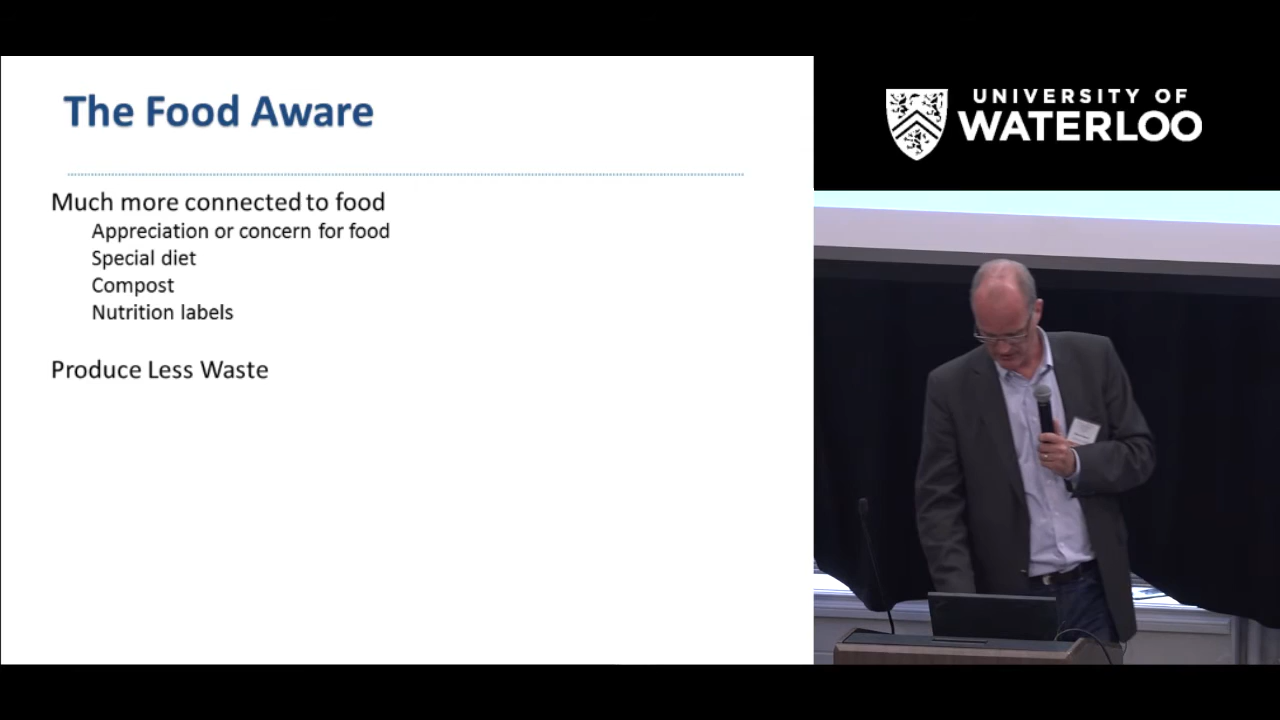 The Food Aware
Much more connected to food
Appreciation or concern for food
Special diet
Compost
Nutrition labels
Produce Less Waste
UNIVERSITY OF
WATERLOO